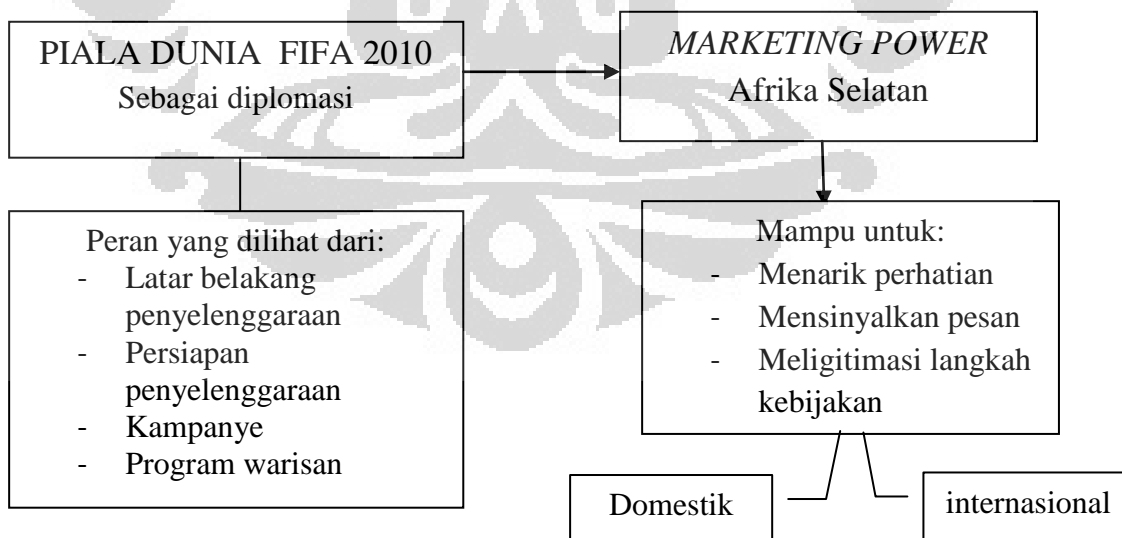 PIALA DUNIA FIFA 2010
Sebagai diplomasi
MARKETING POWER
Afrika Selatan
Peran yang dilihat dari:
- Latar belakang
penyelenggaraan
- Persiapan
penyelenggaraan
- Kampanye
- Program warisan
Mampu untuk:
- Menarik perhatian
- Mensinyalkan pesan
- Meligitimasi langkah
kebijakan
Domestik
internasional